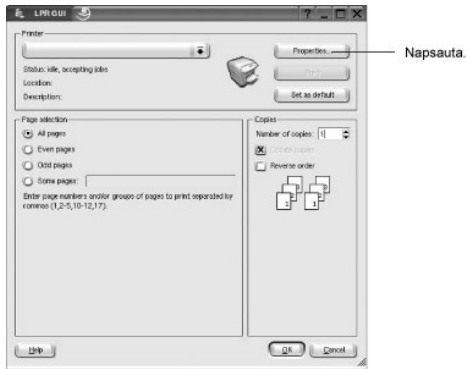 LPR GUI
Printer
Properties
Napsauta.
Status: idle, accepting jobs
Location:
Description:
Set as default
Page selection
All pages
Even pages
Odd pages
Some pages:
Enter page numbers and/or groups of pages to print separated by
commas (1,2-5,10-12,17).
Copies
Number of copies: 1
Collate copies
Reverse order
Help
OK
Cancel